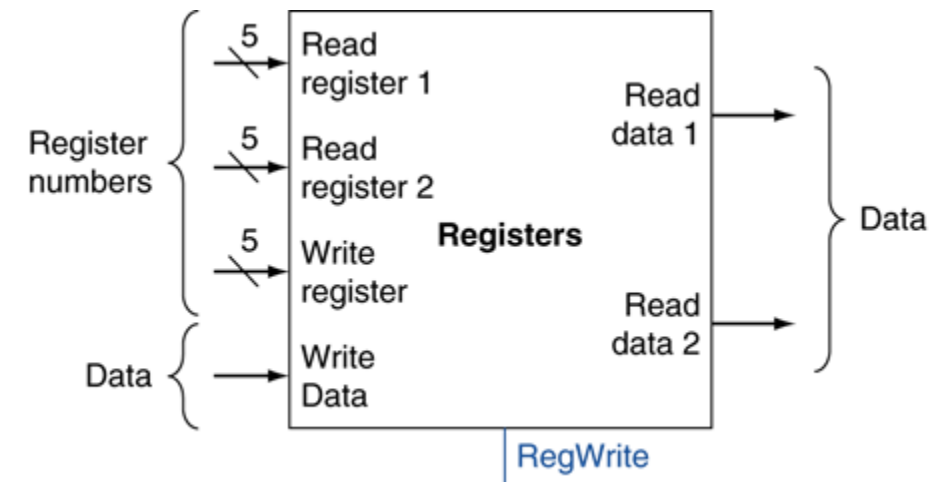 Register
numbers
Data
5
Read
register 1
5
Read
register 2
5
Write
register
Write
Data
Registers
Read
data 1
Read
data 2
Data
RegWrite